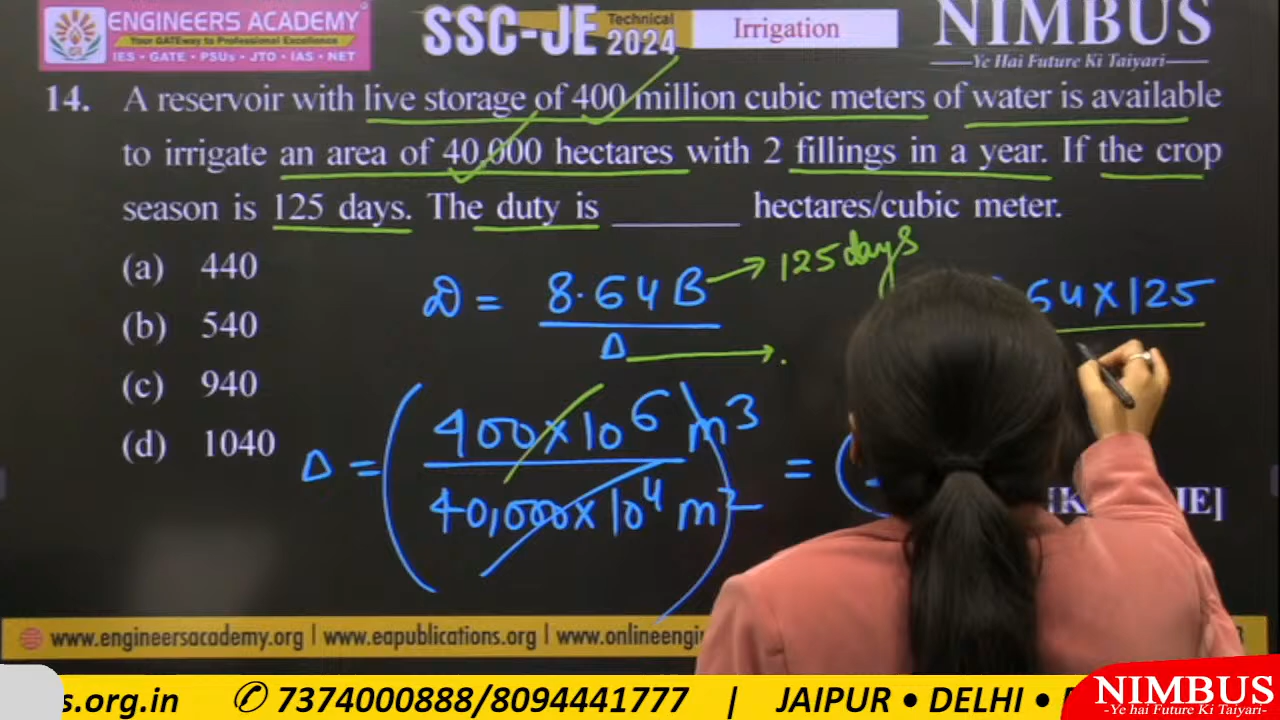 ENGINEERS ACADEMY
Your GATEway to Professional Excellence
IES • GATE • PSUs • JTO • IAS • NET
SSC-JE Technical 2024
Irrigation
NIMBUS
Ye Hai Future Ki Taiyari
14. A reservoir with live storage of 400 million cubic meters of water is available
to irrigate an area of 40,000 hectares with 2 fillings in a year. If the crop
season is 125 days. The duty is ______ hectares/cubic meter.
(a) 440
(b) 540
(c) 940
(d) 1040
D = 8.64 B / Δ
→ 125 days
64 × 125
Δ = (400 × 10⁶ m³ / 40,000 × 10⁴ m²) = (
JE]
www.engineersacademy.org | www.eapublications.org | www.onlineengi
s.org.in ✆ 7374000888/8094441777 | JAIPUR • DELHI •
NIMBUS
-Ye hai Future Ki Taiyari-